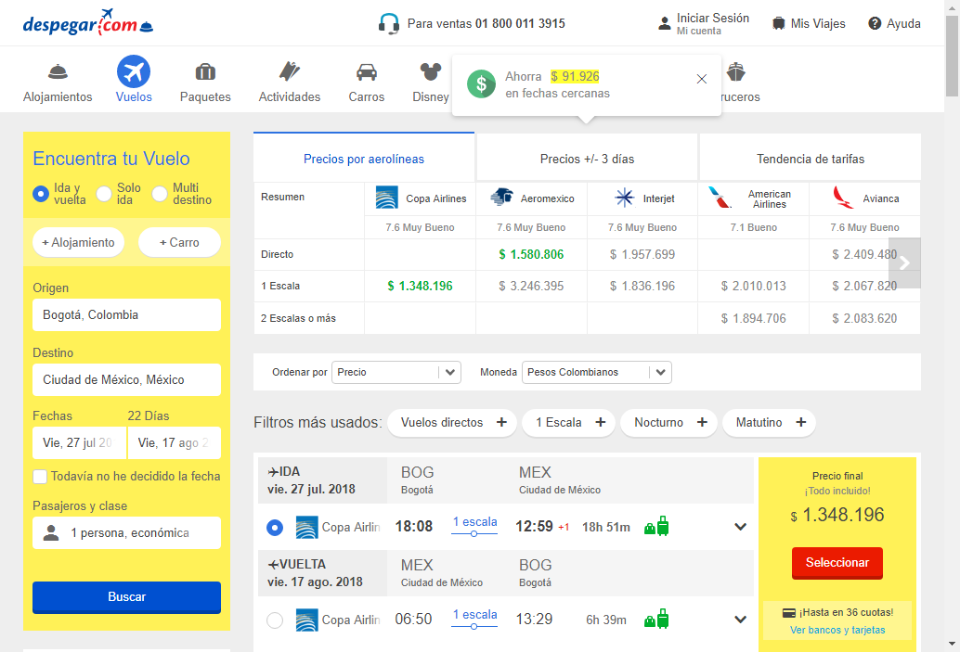 despegar.com
Para ventas 01 800 011 3915
Iniciar Sesión
Mi cuenta
Mis Viajes
Ayuda
Alojamientos
Vuelos
Paquetes
Actividades
Carros
Disney
ruceros
Ahorra $ 91.926
en fechas cercanas
Encuentra tu Vuelo
Ida y vuelta
Solo ida
Multi destino
+ Alojamiento
+ Carro
Origen
Bogotá, Colombia
Destino
Ciudad de México, México
Fechas
22 Días
Vie, 27 jul 20
Vie, 17 ago 2
Todavía no he decidido la fecha
Pasajeros y clase
1 persona, económica
Buscar
Precios por aerolíneas
Precios +/- 3 días
Tendencia de tarifas
Resumen Copa Airlines Aeromexico Interjet American Airlines Avianca
7.6 Muy Bueno 7.6 Muy Bueno 7.6 Muy Bueno 7.1 Bueno 7.6 Muy Bueno
Directo $ 1.580.806 $ 1.957.699 $ 2.409.480
1 Escala $ 1.348.196 $ 3.246.395 $ 1.836.196 $ 2.010.013 $ 2.067.820
2 Escalas o más $ 1.894.706 $ 2.083.620
Ordenar por Precio Moneda Pesos Colombianos
Filtros más usados: Vuelos directos + 1 Escala + Nocturno + Matutino +
IDA BOG MEX
vie. 27 jul. 2018 Bogotá Ciudad de México
Copa Airlin 18:08 1 escala 12:59 +1 18h 51m
VUELTA MEX BOG
vie. 17 ago. 2018 Ciudad de México Bogotá
Copa Airlin 06:50 1 escala 13:29 6h 39m
Precio final
¡Todo incluido!
$ 1.348.196
Seleccionar
¡Hasta en 36 cuotas!
Ver bancos y tarjetas